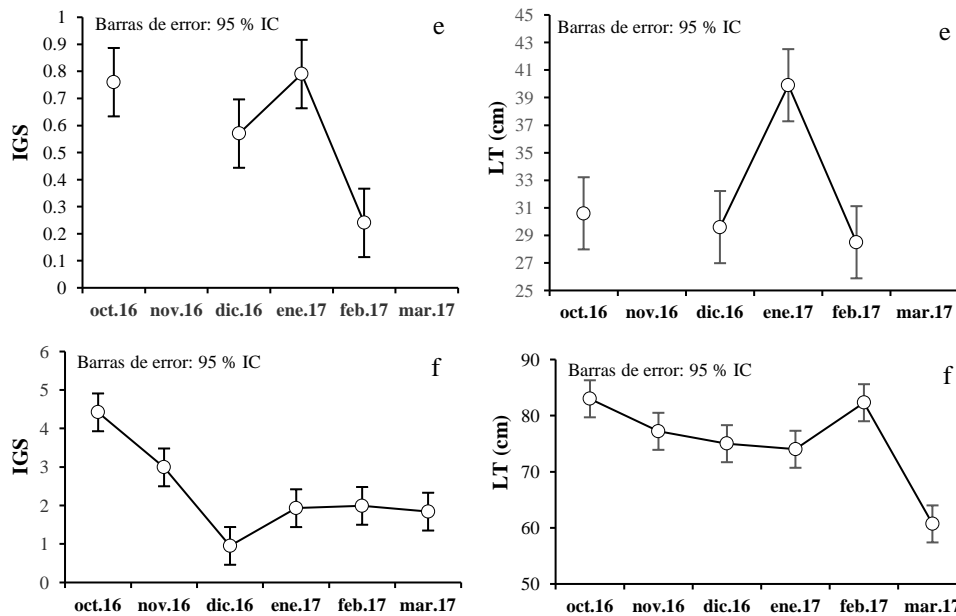 Barras de error: 95 % IC
e
IGS
1
0.9
0.8
0.7
0.6
0.5
0.4
0.3
0.2
0.1
0
oct.16 nov.16 dic.16 ene.17 feb.17 mar.17
Barras de error: 95 % IC
e
LT (cm)
45
43
41
39
37
35
33
31
29
27
25
oct.16 nov.16 dic.16 ene.17 feb.17 mar.17
Barras de error: 95 % IC
f
IGS
6
5
4
3
2
1
0
oct.16 nov.16 dic.16 ene.17 feb.17 mar.17
Barras de error: 95 % IC
f
LT (cm)
90
80
70
60
50
oct.16 nov.16 dic.16 ene.17 feb.17 mar.17